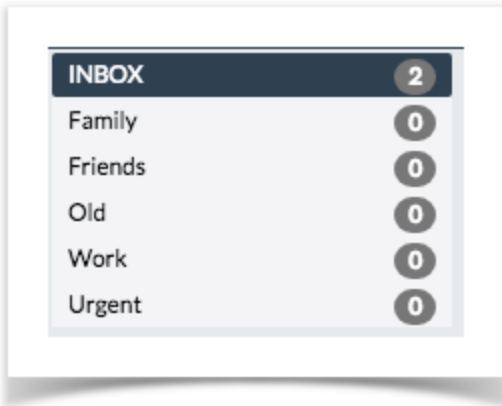 INBOX 2
Family 0
Friends 0
Old 0
Work 0
Urgent 0